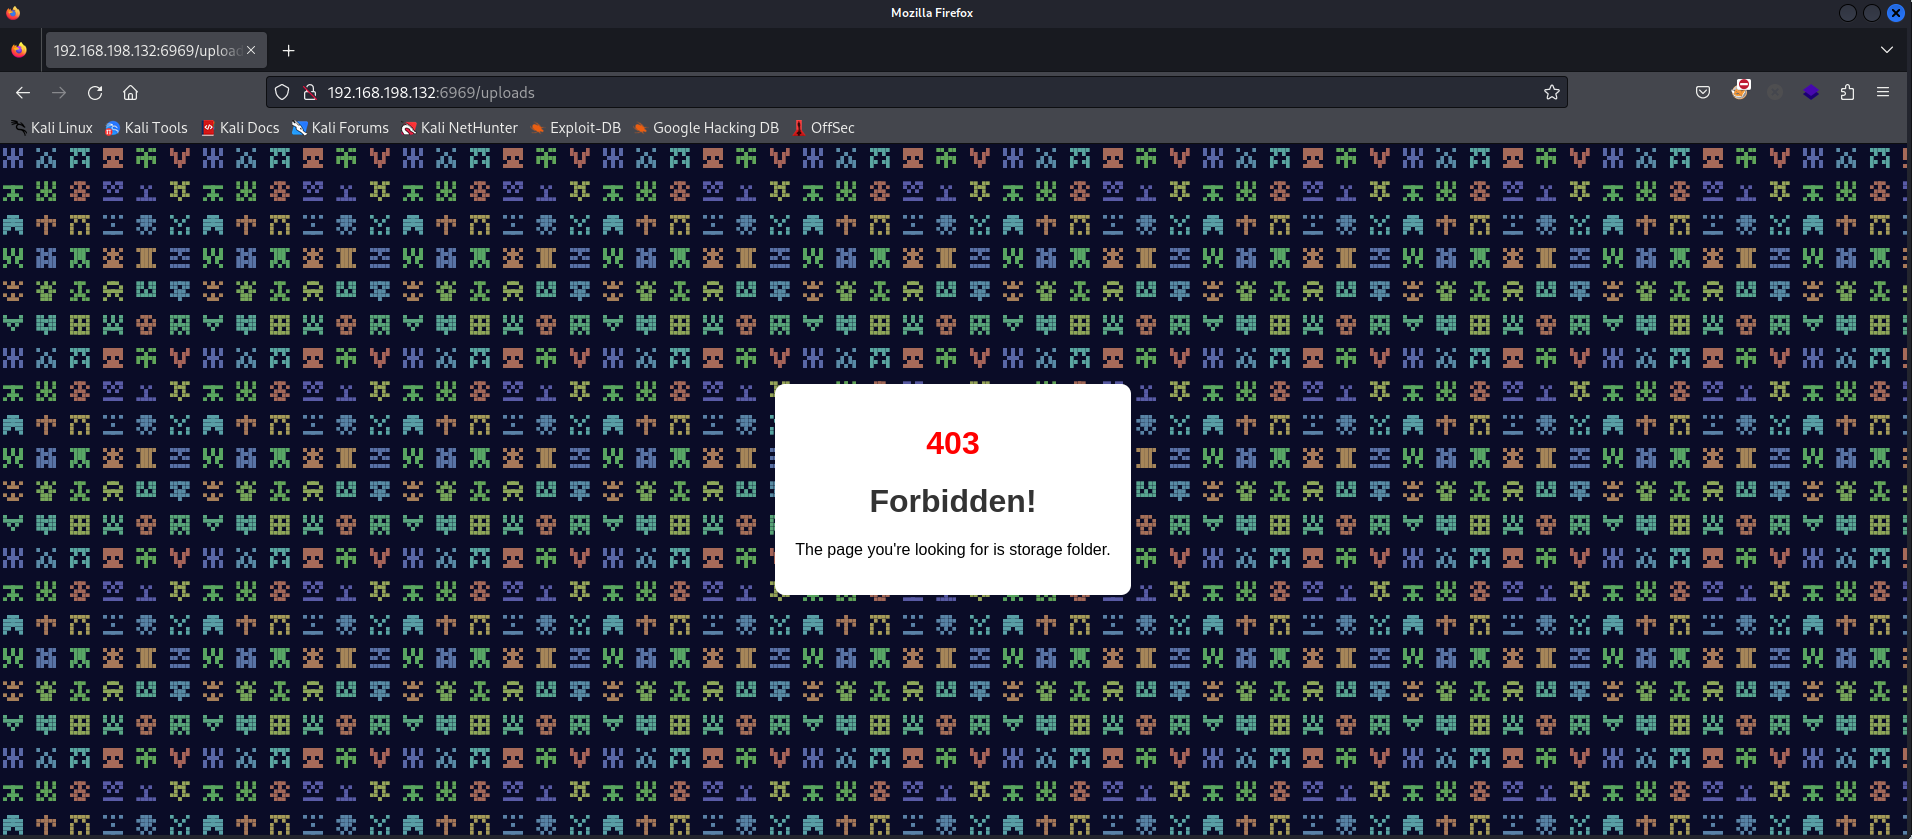 Mozilla Firefox
192.168.198.132:6969/upload
192.168.198.132:6969/uploads
Kali Linux Kali Tools Kali Docs Kali Forums Kali NetHunter Exploit-DB Google Hacking DB OffSec
403
Forbidden!
The page you're looking for is storage folder.